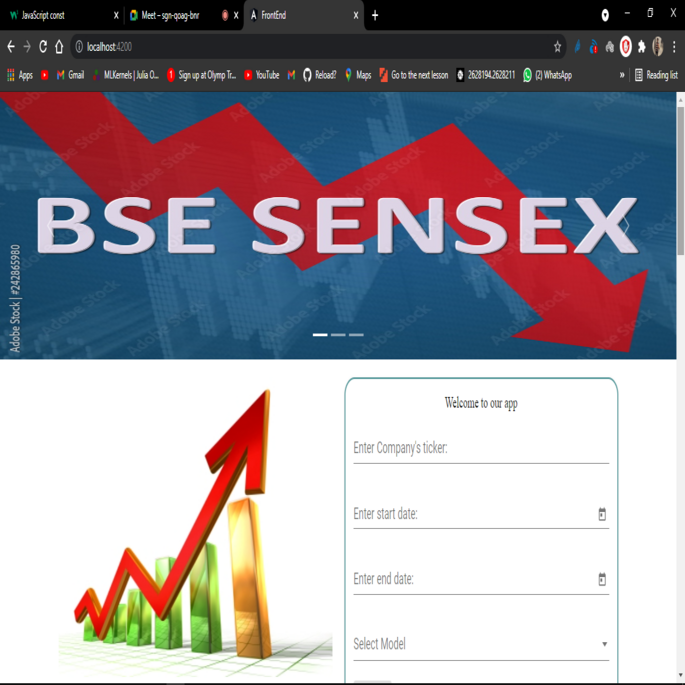 JavaScript const
Meet – sgn-qoag-bnr
FrontEnd
localhost:4200
Apps
Gmail
MLKernels | Julia O...
Sign up at Olymp Tr...
YouTube
Reload?
Maps
Go to the next lesson
2628194.2628211
(2) WhatsApp
»
Reading list
BSE SENSEX
Adobe Stock | #242865980
Adobe Stock
Welcome to our app
Enter Company's ticker:
Enter start date:
Enter end date:
Select Model